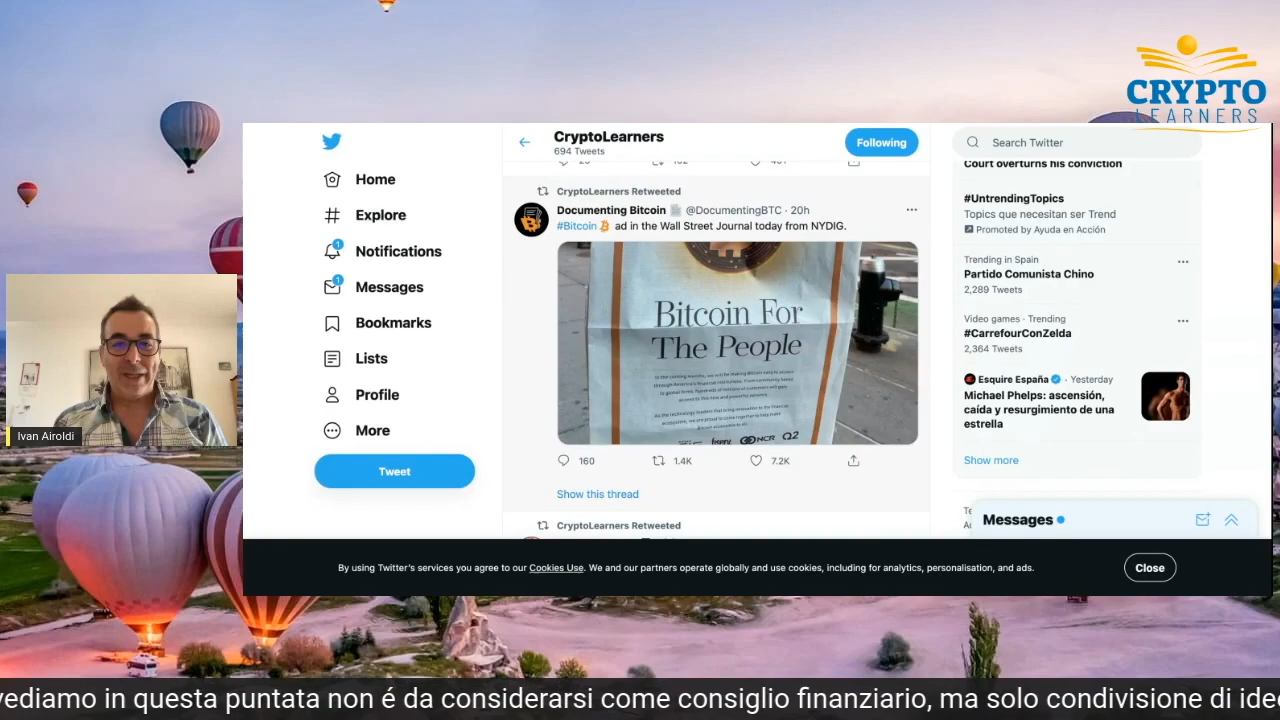 CRYPTO
LEARNERS
CryptoLearners
694 Tweets
Following
Search Twitter
Home
Explore
1
Notifications
1
Messages
Bookmarks
Lists
Profile
More
Tweet
CryptoLearners Retweeted
Documenting Bitcoin @DocumentingBTC · 20h
#Bitcoin ad in the Wall Street Journal today from NYDIG.
Bitcoin For
The People
fiserv. NCR Q2
160 1.4K 7.2K
Show this thread
CryptoLearners Retweeted
Court overturns his conviction
#UntrendingTopics
Topics que necesitan ser Trend
Promoted by Ayuda en Acción
Trending in Spain
Partido Comunista Chino
2,289 Tweets
Video games · Trending
#CarrefourConZelda
2,364 Tweets
Esquire España · Yesterday
Michael Phelps: ascensión,
caída y resurgimiento de una
estrella
Show more
Messages
By using Twitter's services you agree to our Cookies Use. We and our partners operate globally and use cookies, including for analytics, personalisation, and ads.
Close
Ivan Airoldi
vediamo in questa puntata non é da considerarsi come consiglio finanziario, ma solo condivisione di idee